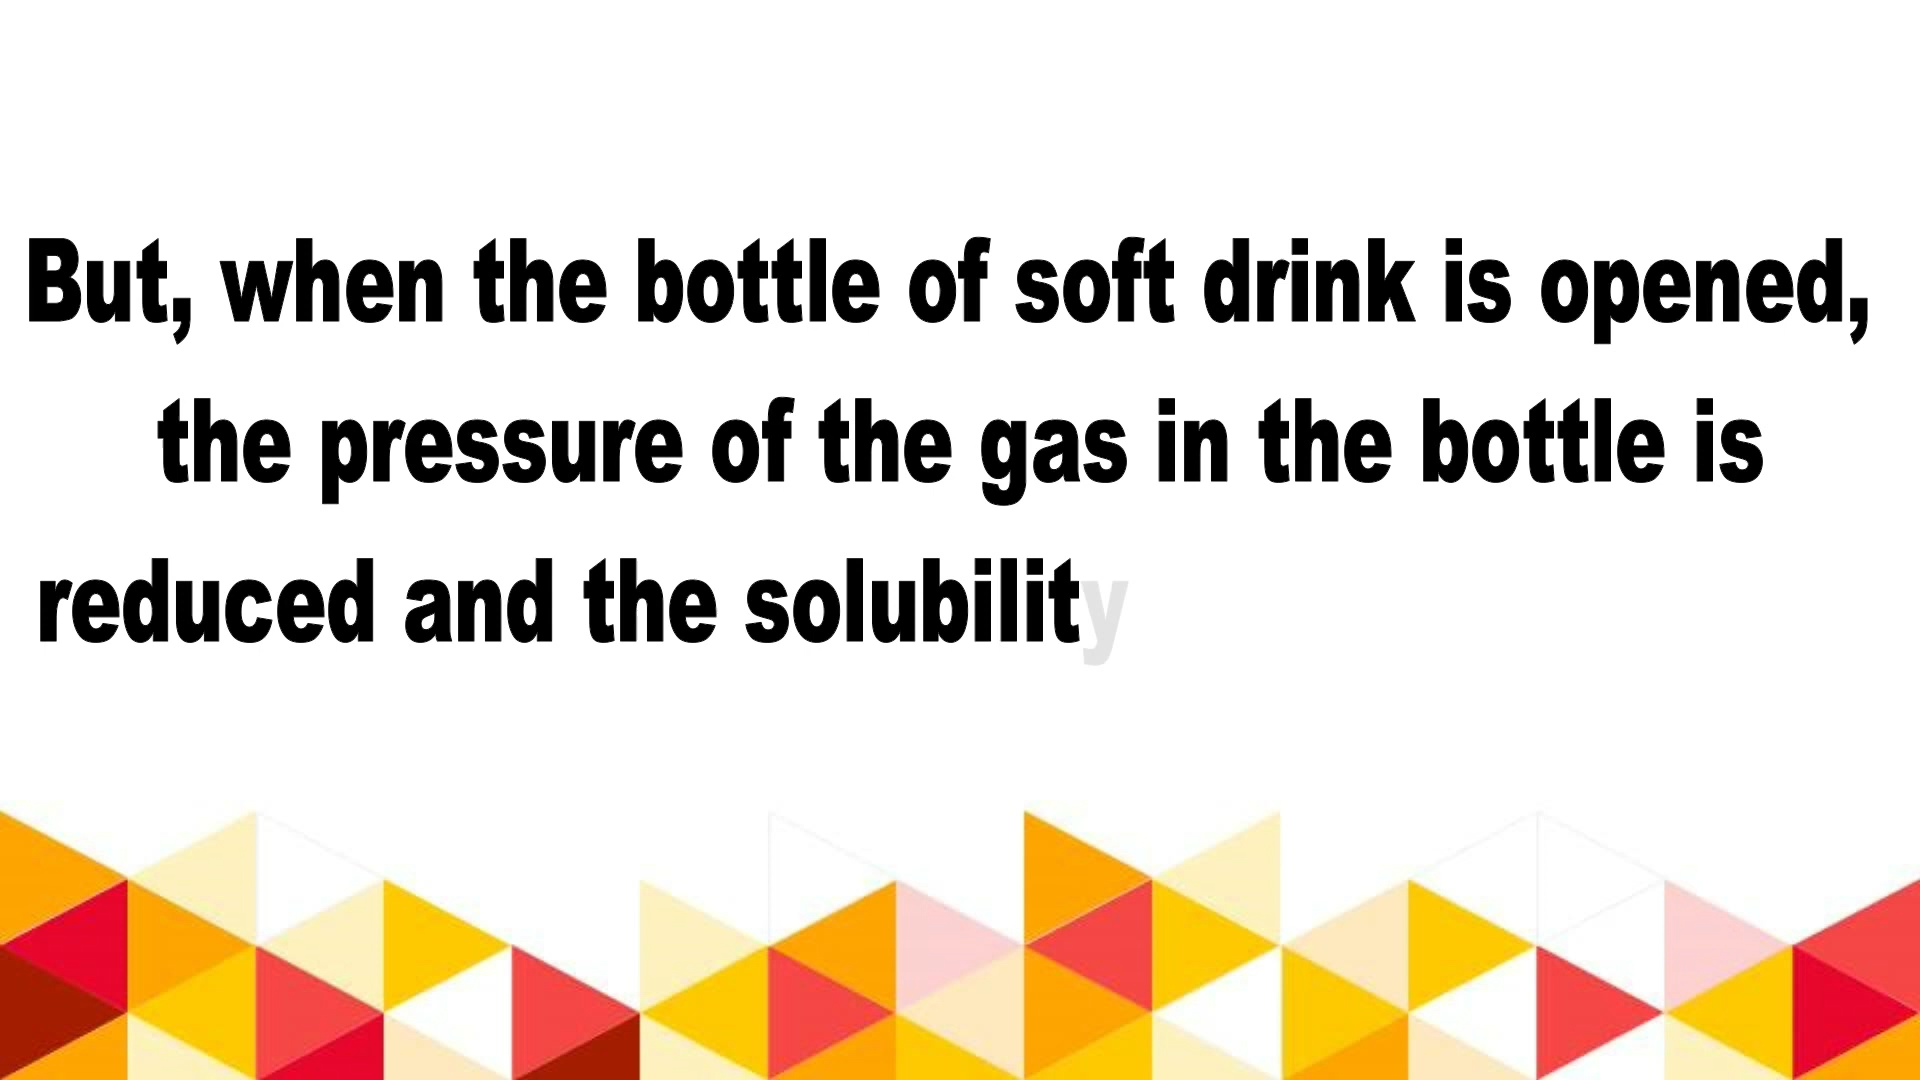 But, when the bottle of soft drink is opened,
the pressure of the gas in the bottle is
reduced and the solubility